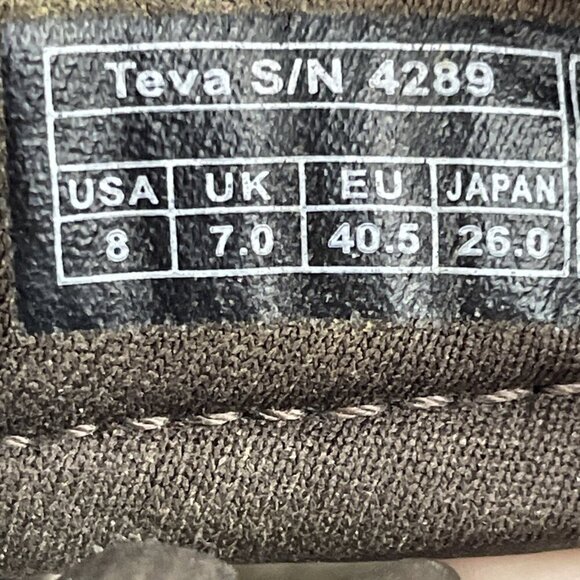 Teva S/N 4289
USA UK EU JAPAN
8 7.0 40.5 26.0